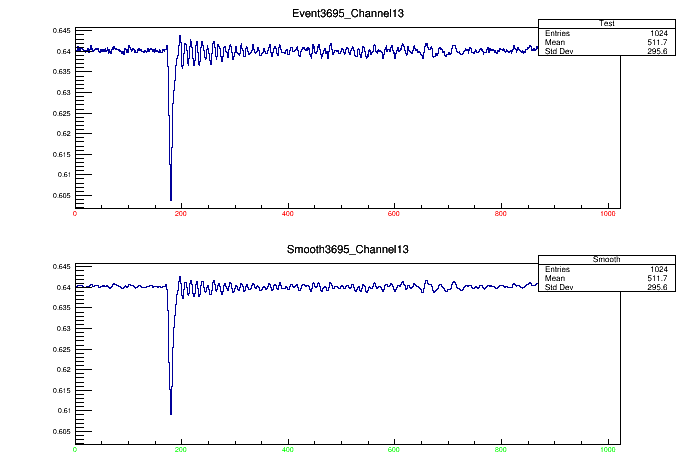 Event3695_Channel13
Test
Entries 1024
Mean 511.7
Std Dev 295.6
0.645
0.64
0.635
0.63
0.625
0.62
0.615
0.61
0.605
0 200 400 600 800 1000
Smooth3695_Channel13
Smooth
Entries 1024
Mean 511.7
Std Dev 295.6
0.645
0.64
0.635
0.63
0.625
0.62
0.615
0.61
0.605
0 200 400 600 800 1000